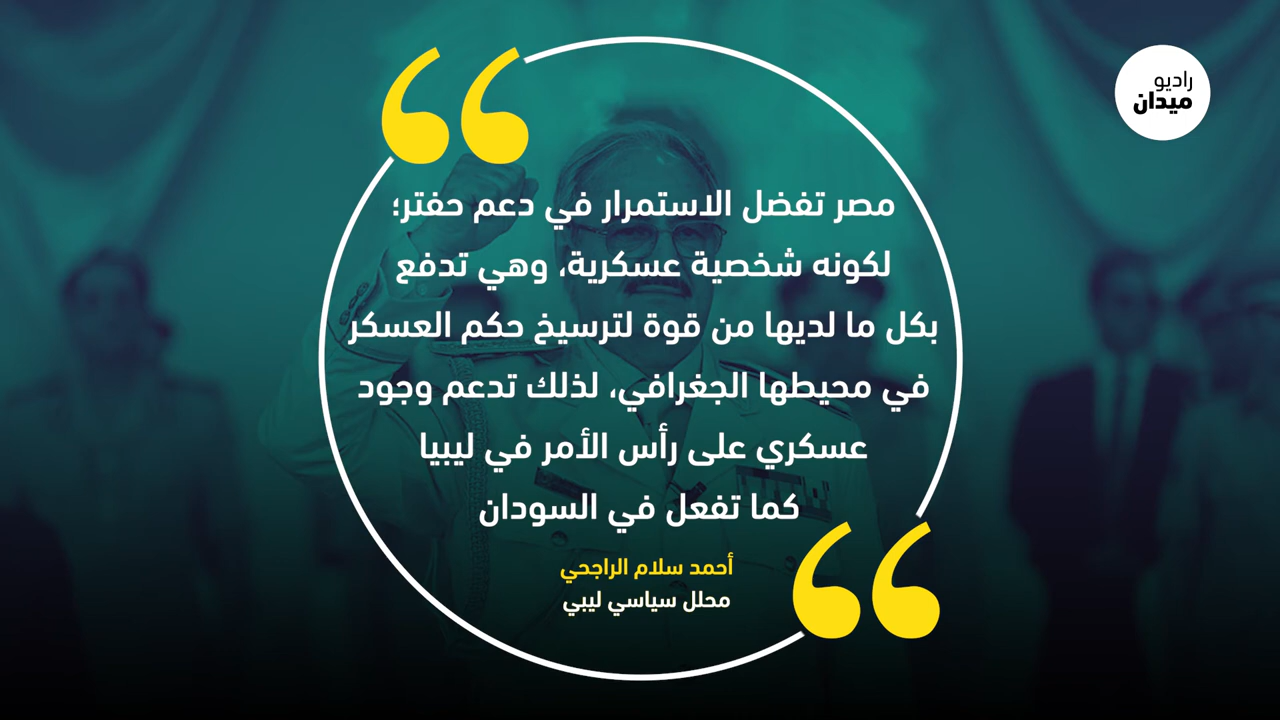 راديو
ميدان
مصر تفضل الاستمرار في دعم حفتر؛
لكونه شخصية عسكرية، وهي تدفع
بكل ما لديها من قوة لترسيخ حكم العسكر
في محيطها الجغرافي، لذلك تدعم وجود
عسكري على رأس الأمر في ليبيا
كما تفعل في السودان
أحمد سلام الراجحي
محلل سياسي ليبي